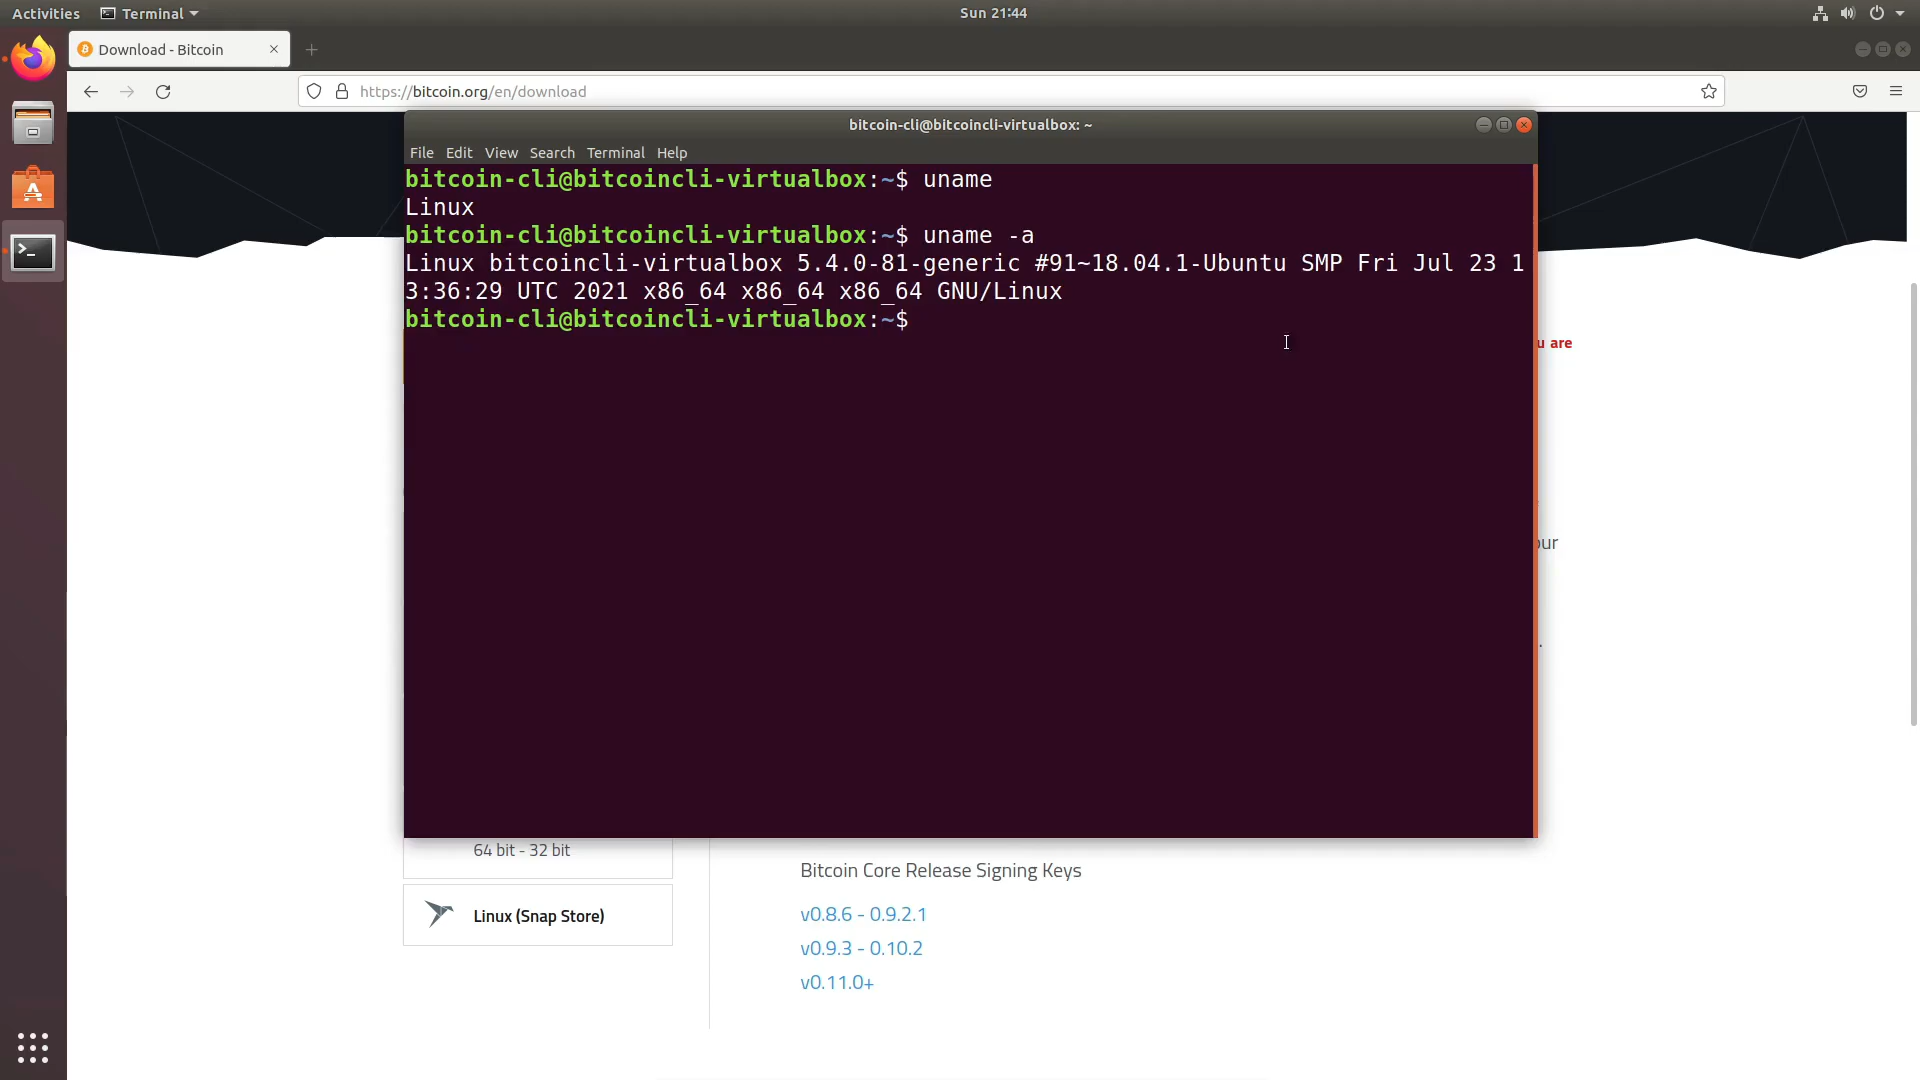 Activities Terminal Sun 21:44
Download - Bitcoin
https://bitcoin.org/en/download
bitcoin-cli@bitcoincli-virtualbox: ~
File Edit View Search Terminal Help
bitcoin-cli@bitcoincli-virtualbox:~$ uname
Linux
bitcoin-cli@bitcoincli-virtualbox:~$ uname -a
Linux bitcoincli-virtualbox 5.4.0-81-generic #91~18.04.1-Ubuntu SMP Fri Jul 23 1
3:36:29 UTC 2021 x86_64 x86_64 x86_64 GNU/Linux
bitcoin-cli@bitcoincli-virtualbox:~$
are
64 bit - 32 bit
Linux (Snap Store)
Bitcoin Core Release Signing Keys
v0.8.6 - 0.9.2.1
v0.9.3 - 0.10.2
v0.11.0+